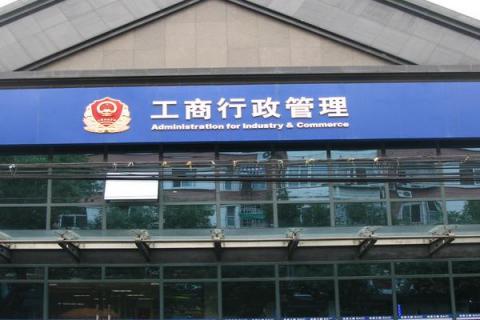 工商行政管理
Administration for Industry & Commerce